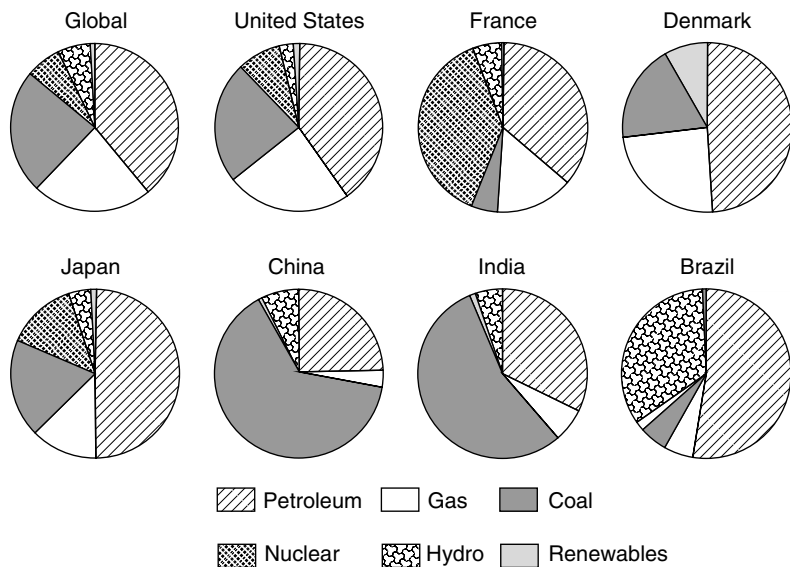 Global United States France Denmark
Japan China India Brazil
Petroleum Gas Coal
Nuclear Hydro Renewables